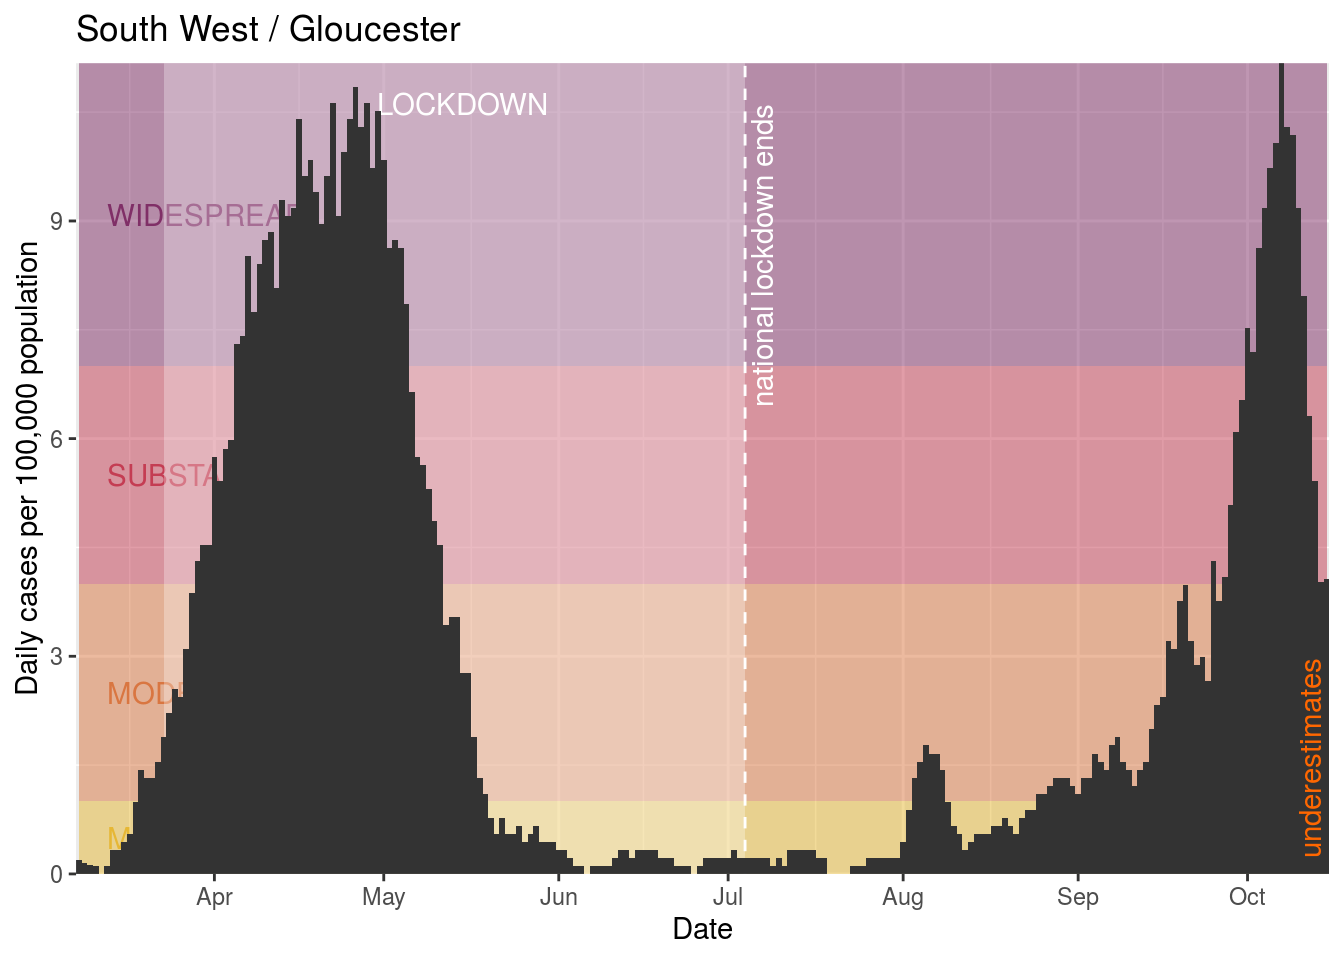 South West / Gloucester
Daily cases per 100,000 population
9
6
3
0
LOCKDOWN
national lockdown ends
WIDESPREAD
SUBSTA
MODE
M
underestimates
Apr
May
Jun
Jul
Aug
Sep
Oct
Date